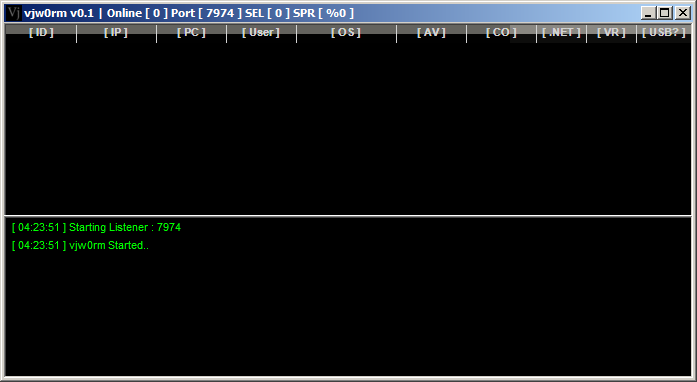 Vj vjw0rm v0.1 | Online [ 0 ] Port [ 7974 ] SEL [ 0 ] SPR [ %0 ]
[ ID ] [ IP ] [ PC ] [ User ] [ OS ] [ AV ] [ CO ] [ .NET ] [ VR ] [ USB? ]
[ 04:23:51 ] Starting Listener : 7974
[ 04:23:51 ] vjw0rm Started..